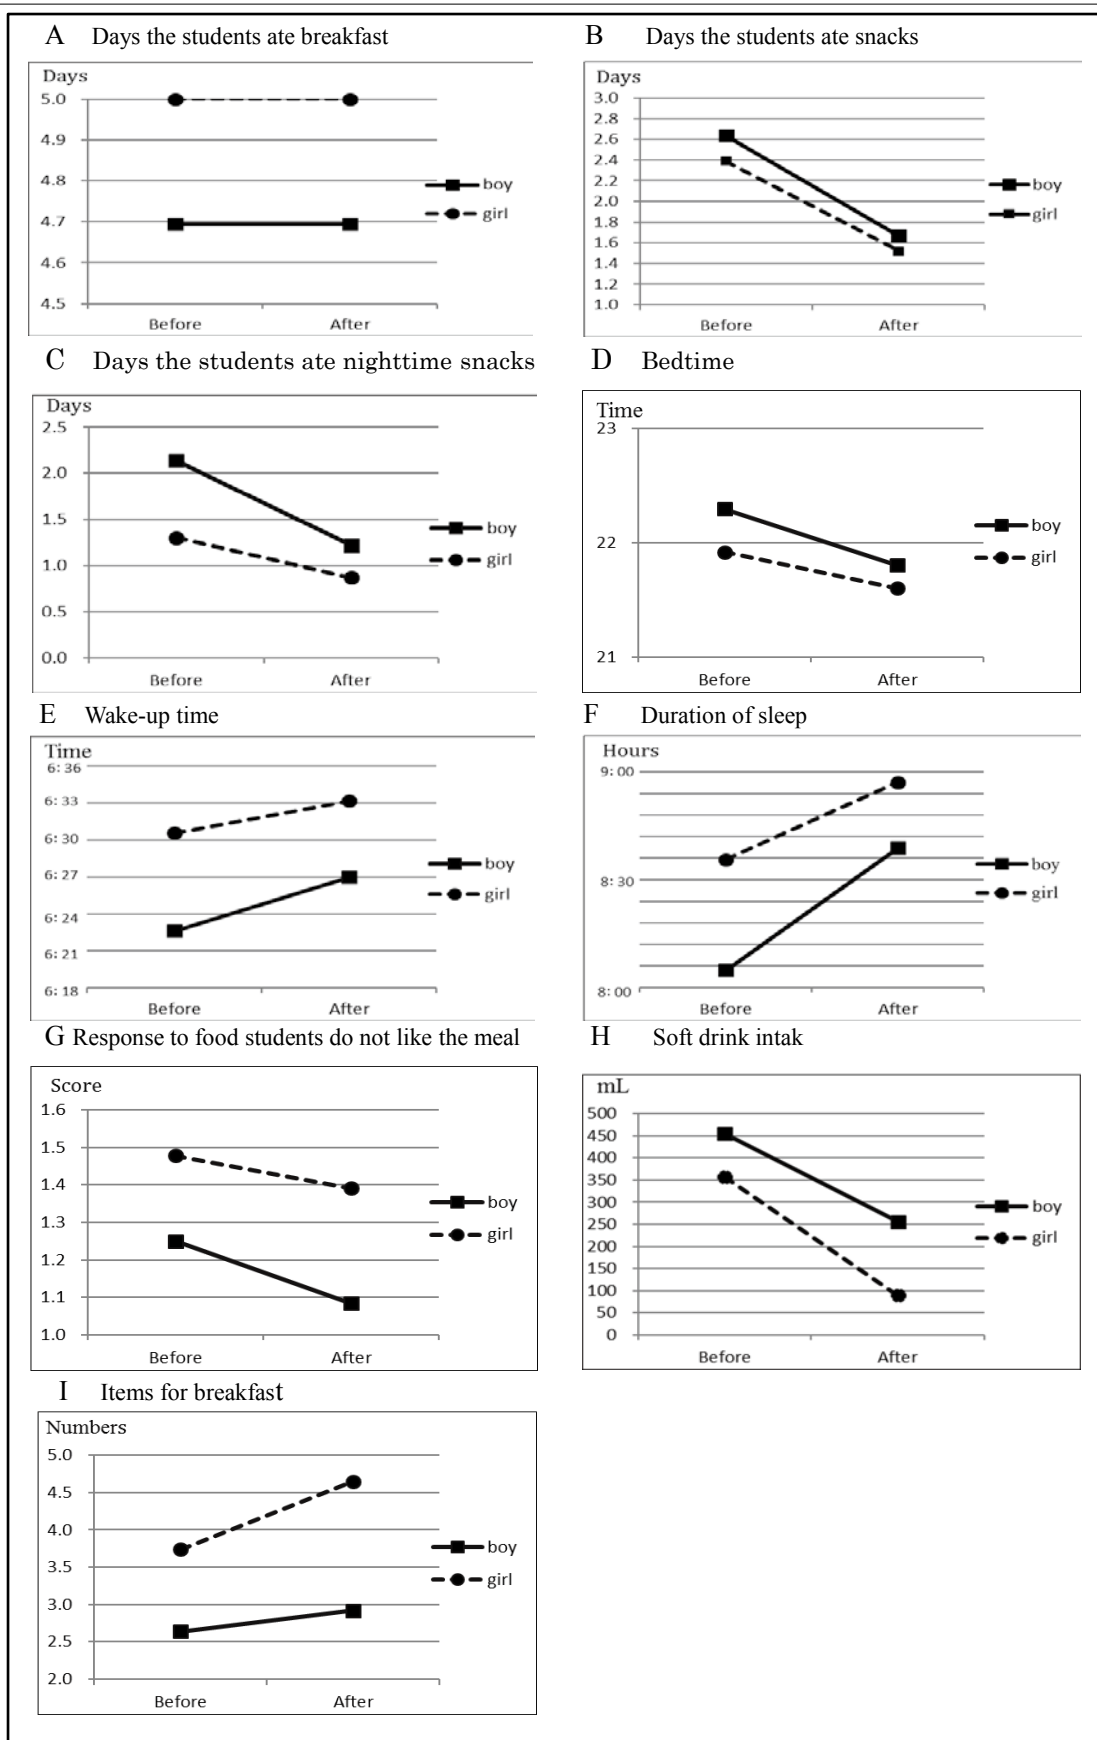 A Days the students ate breakfast
Days
5.0
4.9
4.8
4.7
4.6
4.5
Before After
boy
girl
B Days the students ate snacks
Days
3.0
2.8
2.6
2.4
2.2
2.0
1.8
1.6
1.4
1.2
1.0
Before After
boy
girl
C Days the students ate nighttime snacks
Days
2.5
2.0
1.5
1.0
0.5
0.0
Before After
boy
girl
D Bedtime
Time
23
22
21
Before After
boy
girl
E Wake-up time
Time
6:36
6:33
6:30
6:27
6:24
6:21
6:18
Before After
boy
girl
F Duration of sleep
Hours
9:00
8:30
8:00
Before After
boy
girl
G Response to food students do not like the meal
Score
1.6
1.5
1.4
1.3
1.2
1.1
1.0
Before After
boy
girl
H Soft drink intak
mL
500
450
400
350
300
250
200
150
100
50
0
Before After
boy
girl
I Items for breakfast
Numbers
5.0
4.5
4.0
3.5
3.0
2.5
2.0
Before After
boy
girl